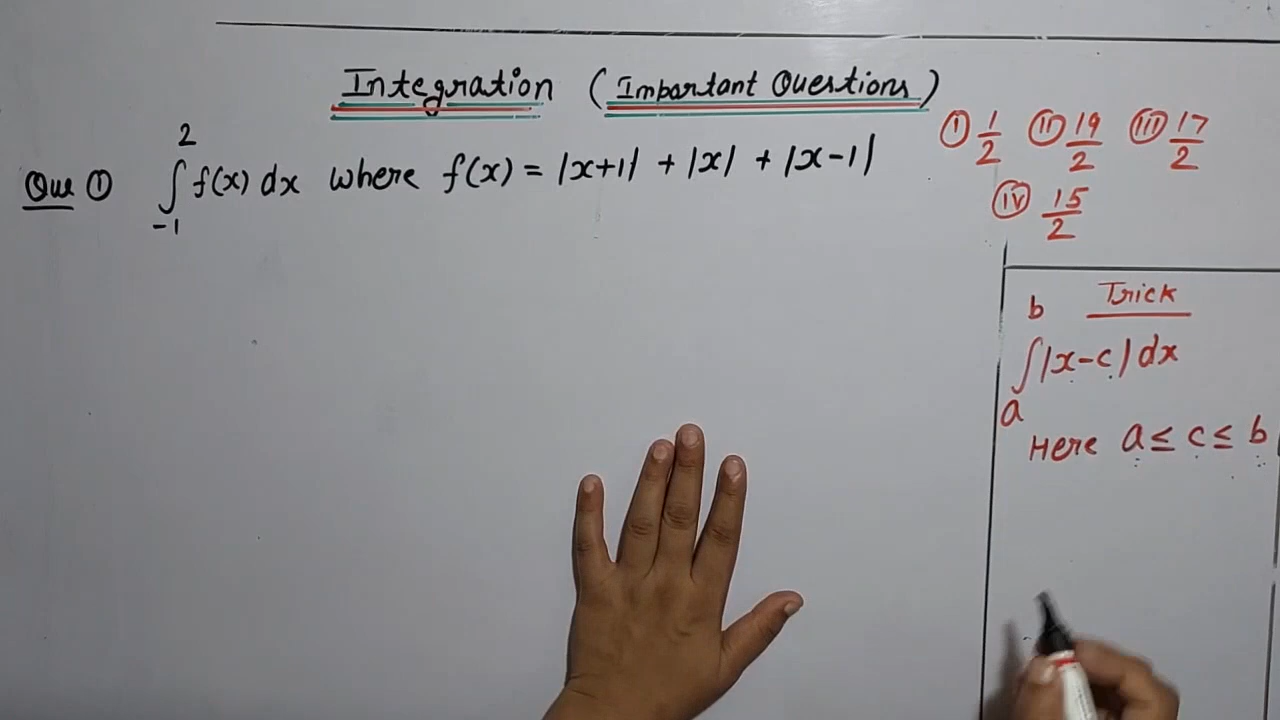 Integration (Impartant Questions)
Que ① ∫₋₁² f(x) dx where f(x) = |x+1| + |x| + |x-1|
(i) 1/2 (ii) 19/2 (iii) 17/2
(iv) 15/2
Trick
∫ₐᵇ |x-c| dx
Here a ≤ c ≤ b